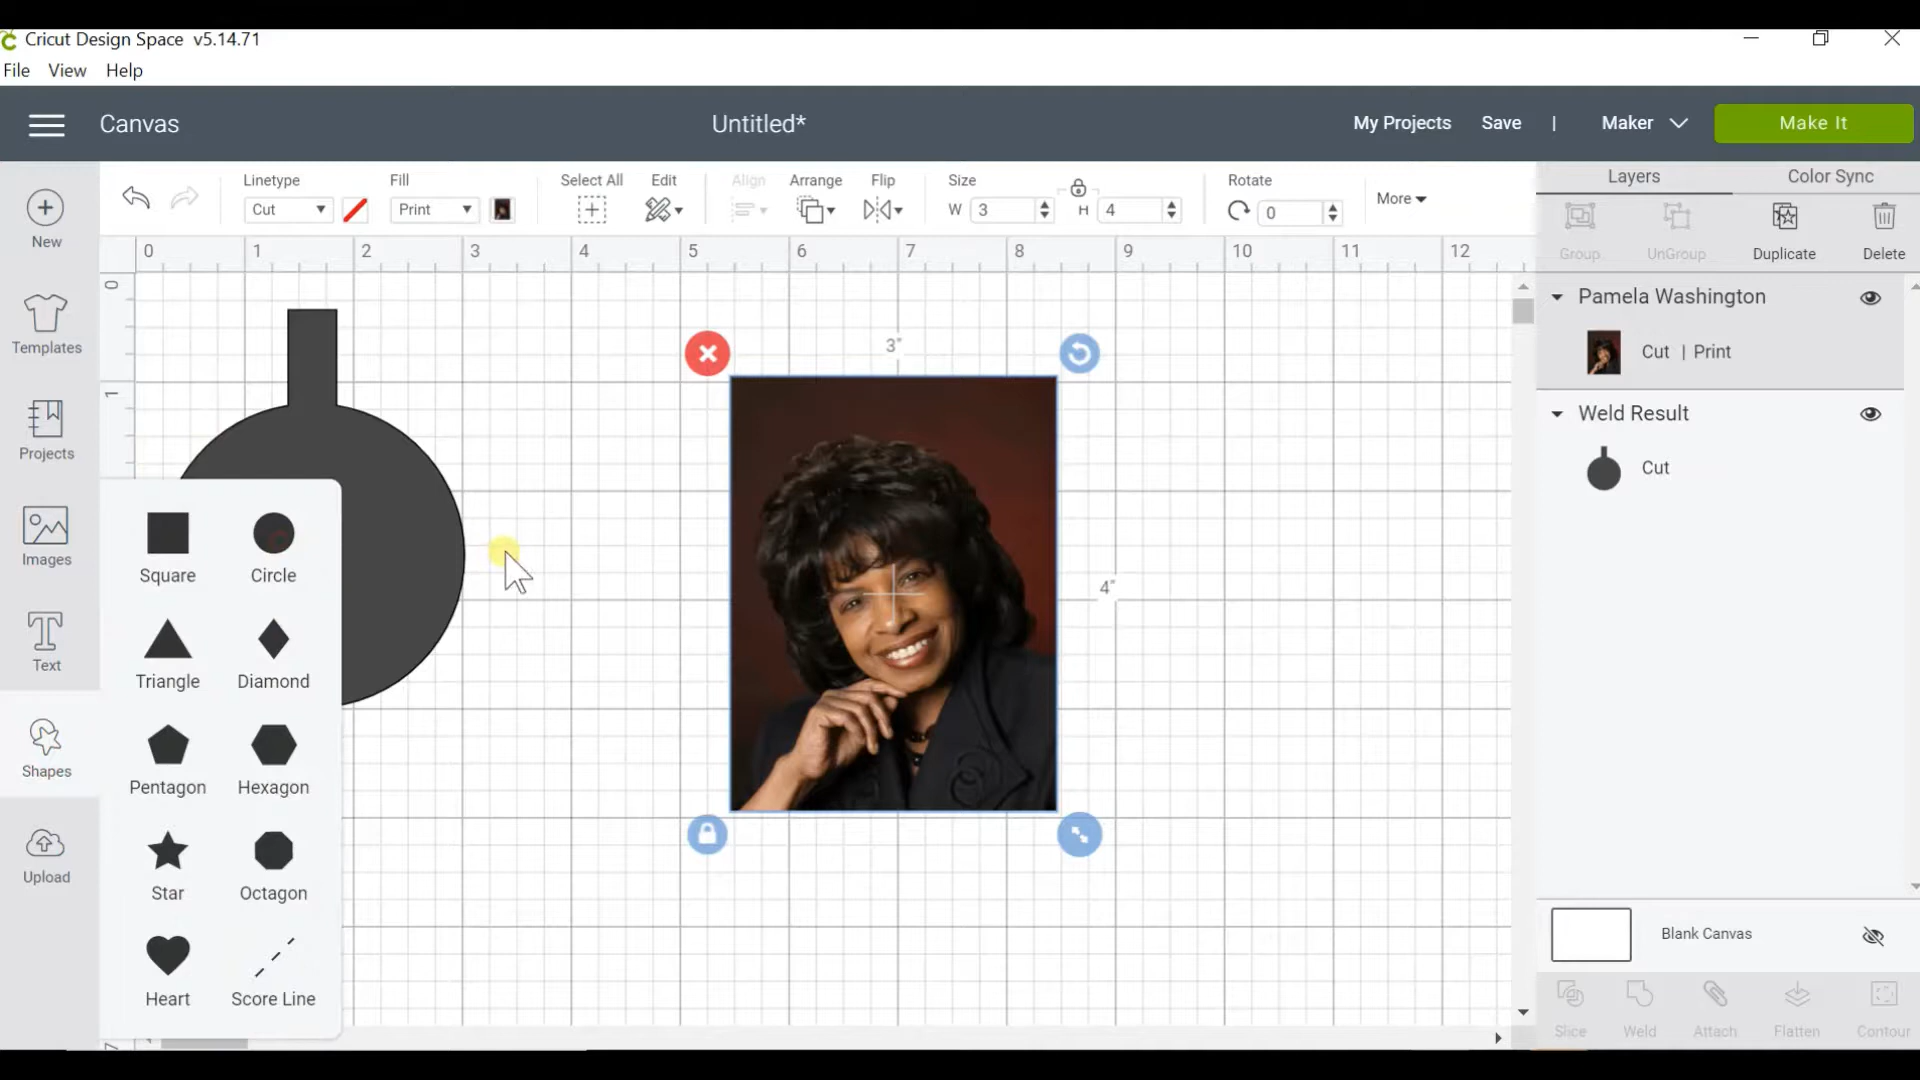 Cricut Design Space v5.14.71
File View Help
Canvas
Untitled*
My Projects Save | Maker Make It
Linetype Fill Select All Edit Align Arrange Flip Size Rotate
Cut Print W 3 H 4 0 More
Layers Color Sync
Group UnGroup Duplicate Delete
0 1 2 3 4 5 6 7 8 9 10 11 12
0
1
New
Templates
Projects
Images
Text
Shapes
Upload
Square Circle
Triangle Diamond
Pentagon Hexagon
Star Octagon
Heart Score Line
3"
4"
Pamela Washington
Cut | Print
Weld Result
Cut
Blank Canvas
Slice Weld Attach Flatten Contour